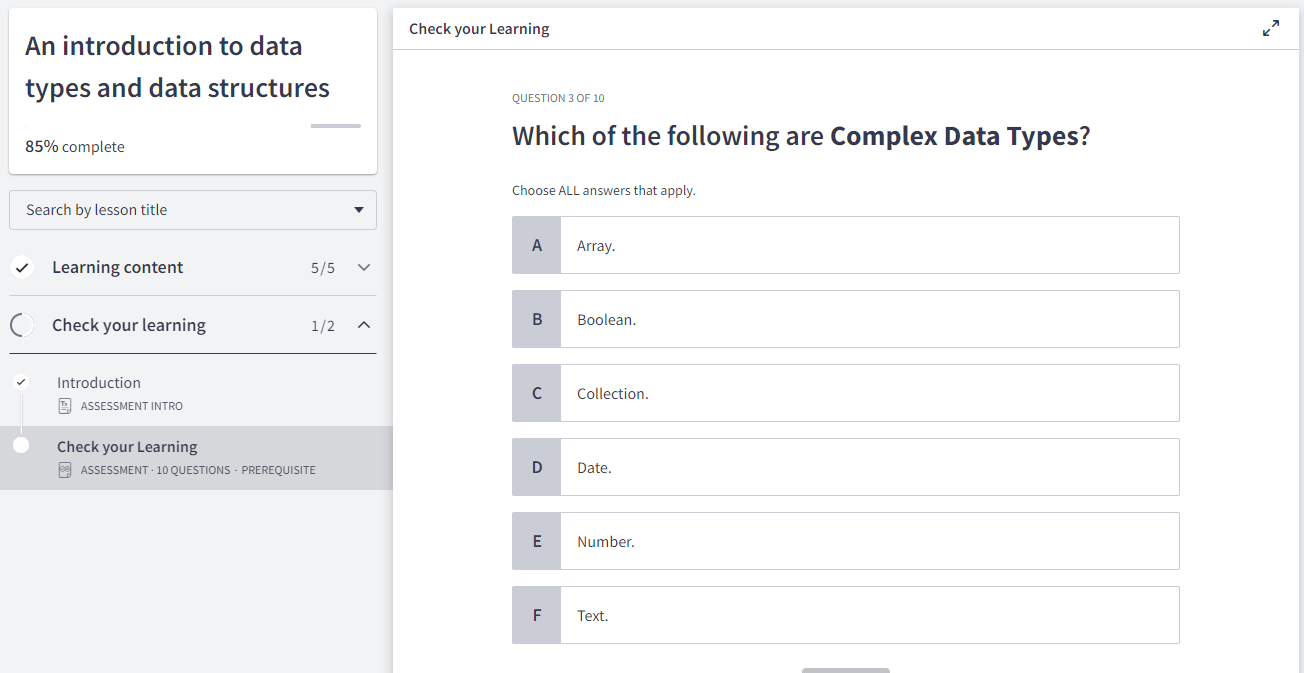 An introduction to data
types and data structures
85% complete
Search by lesson title
Learning content 5/5
Check your learning 1/2
Introduction
ASSESSMENT INTRO
Check your Learning
ASSESSMENT · 10 QUESTIONS · PREREQUISITE
Check your Learning
QUESTION 3 OF 10
Which of the following are Complex Data Types?
Choose ALL answers that apply.
A Array.
B Boolean.
C Collection.
D Date.
E Number.
F Text.